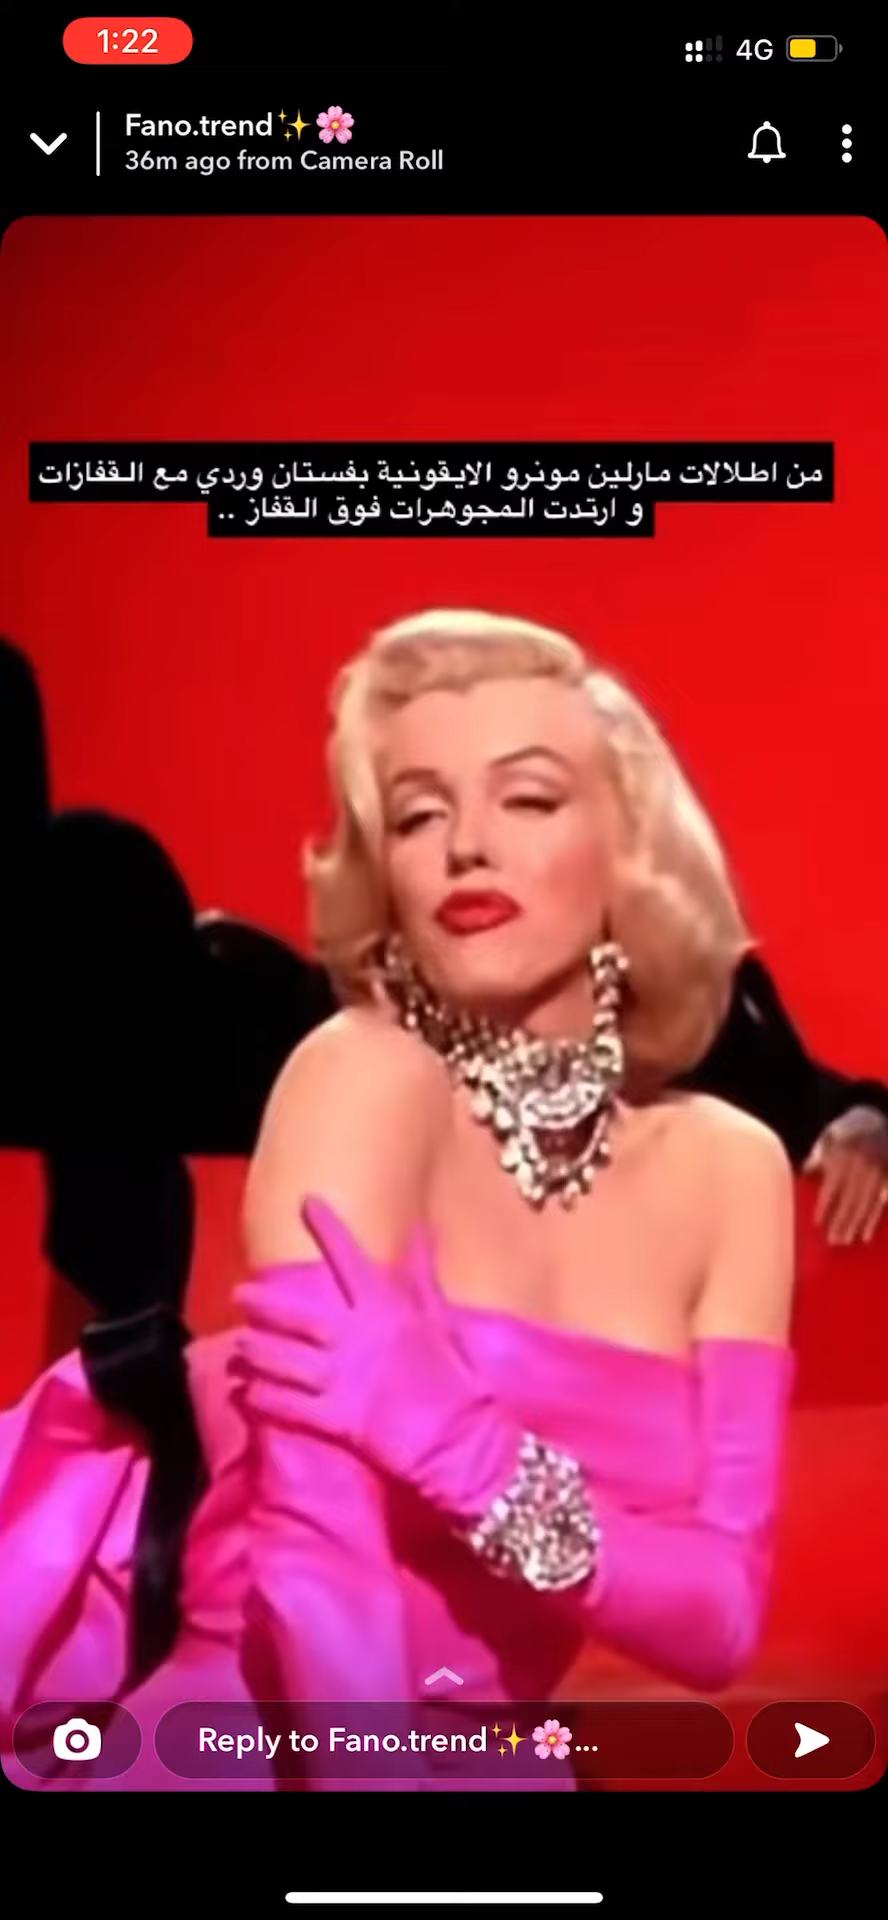 1:22
4G
Fano.trend✨🌸
36m ago from Camera Roll
من اطلالات مارلين مونرو الايقونية بفستان وردي مع القفازات
و ارتدت المجوهرات فوق القفاز ..
Reply to Fano.trend✨🌸...